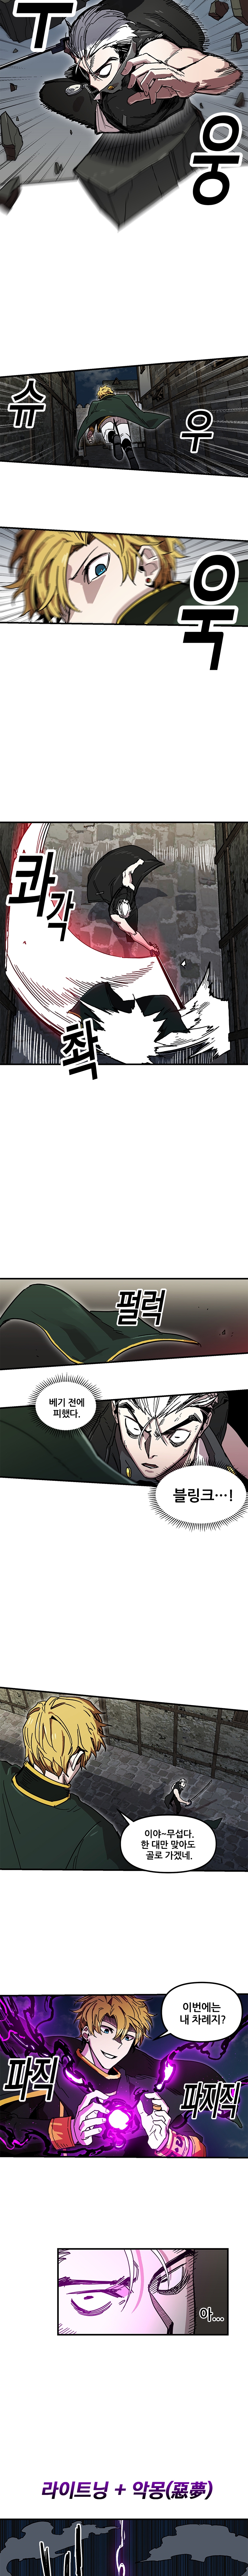 우
웅
슈
우
욱
콰
각
촥
펄럭
베기 전에
피했다.
블링크…!
이야~무섭다.
한 대만 맞아도
골로 가겠네.
이번에는
내 차례지?
파직
파지직
아...
라이트닝 + 악몽(惡夢)